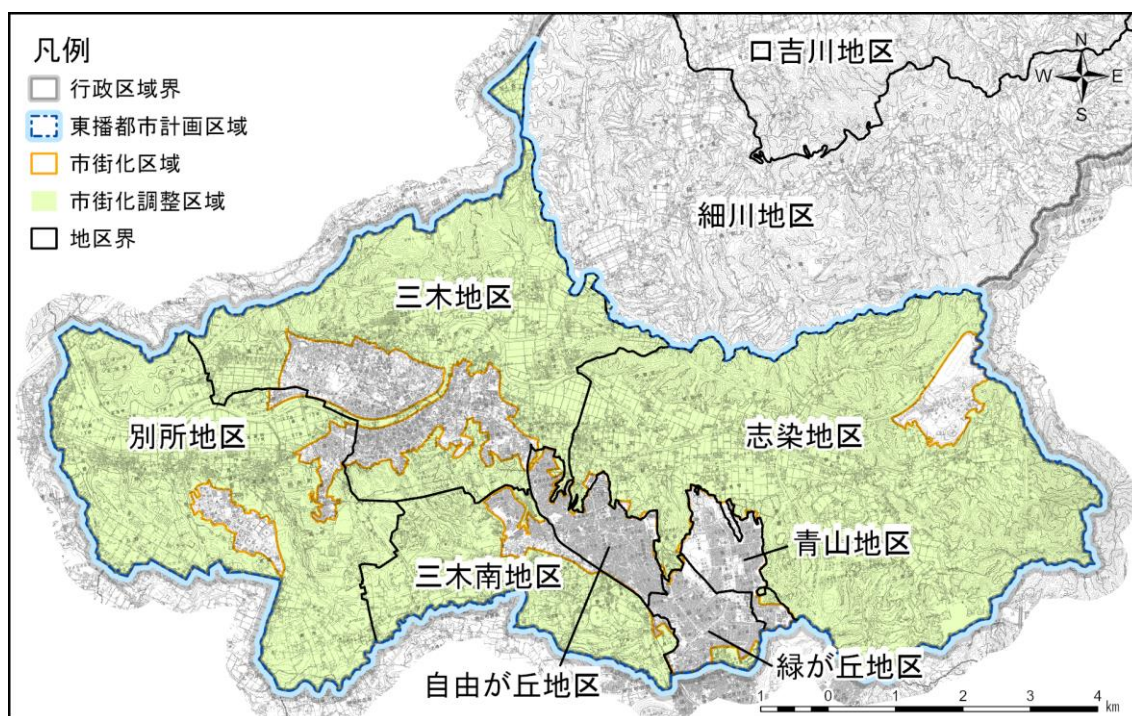 凡例
行政区域界
東播都市計画区域
市街化区域
市街化調整区域
地区界
口吉川地区
N
W
E
S
細川地区
三木地区
別所地区
志染地区
青山地区
三木南地区
緑が丘地区
自由が丘地区
1 0 1 2 3 4
km